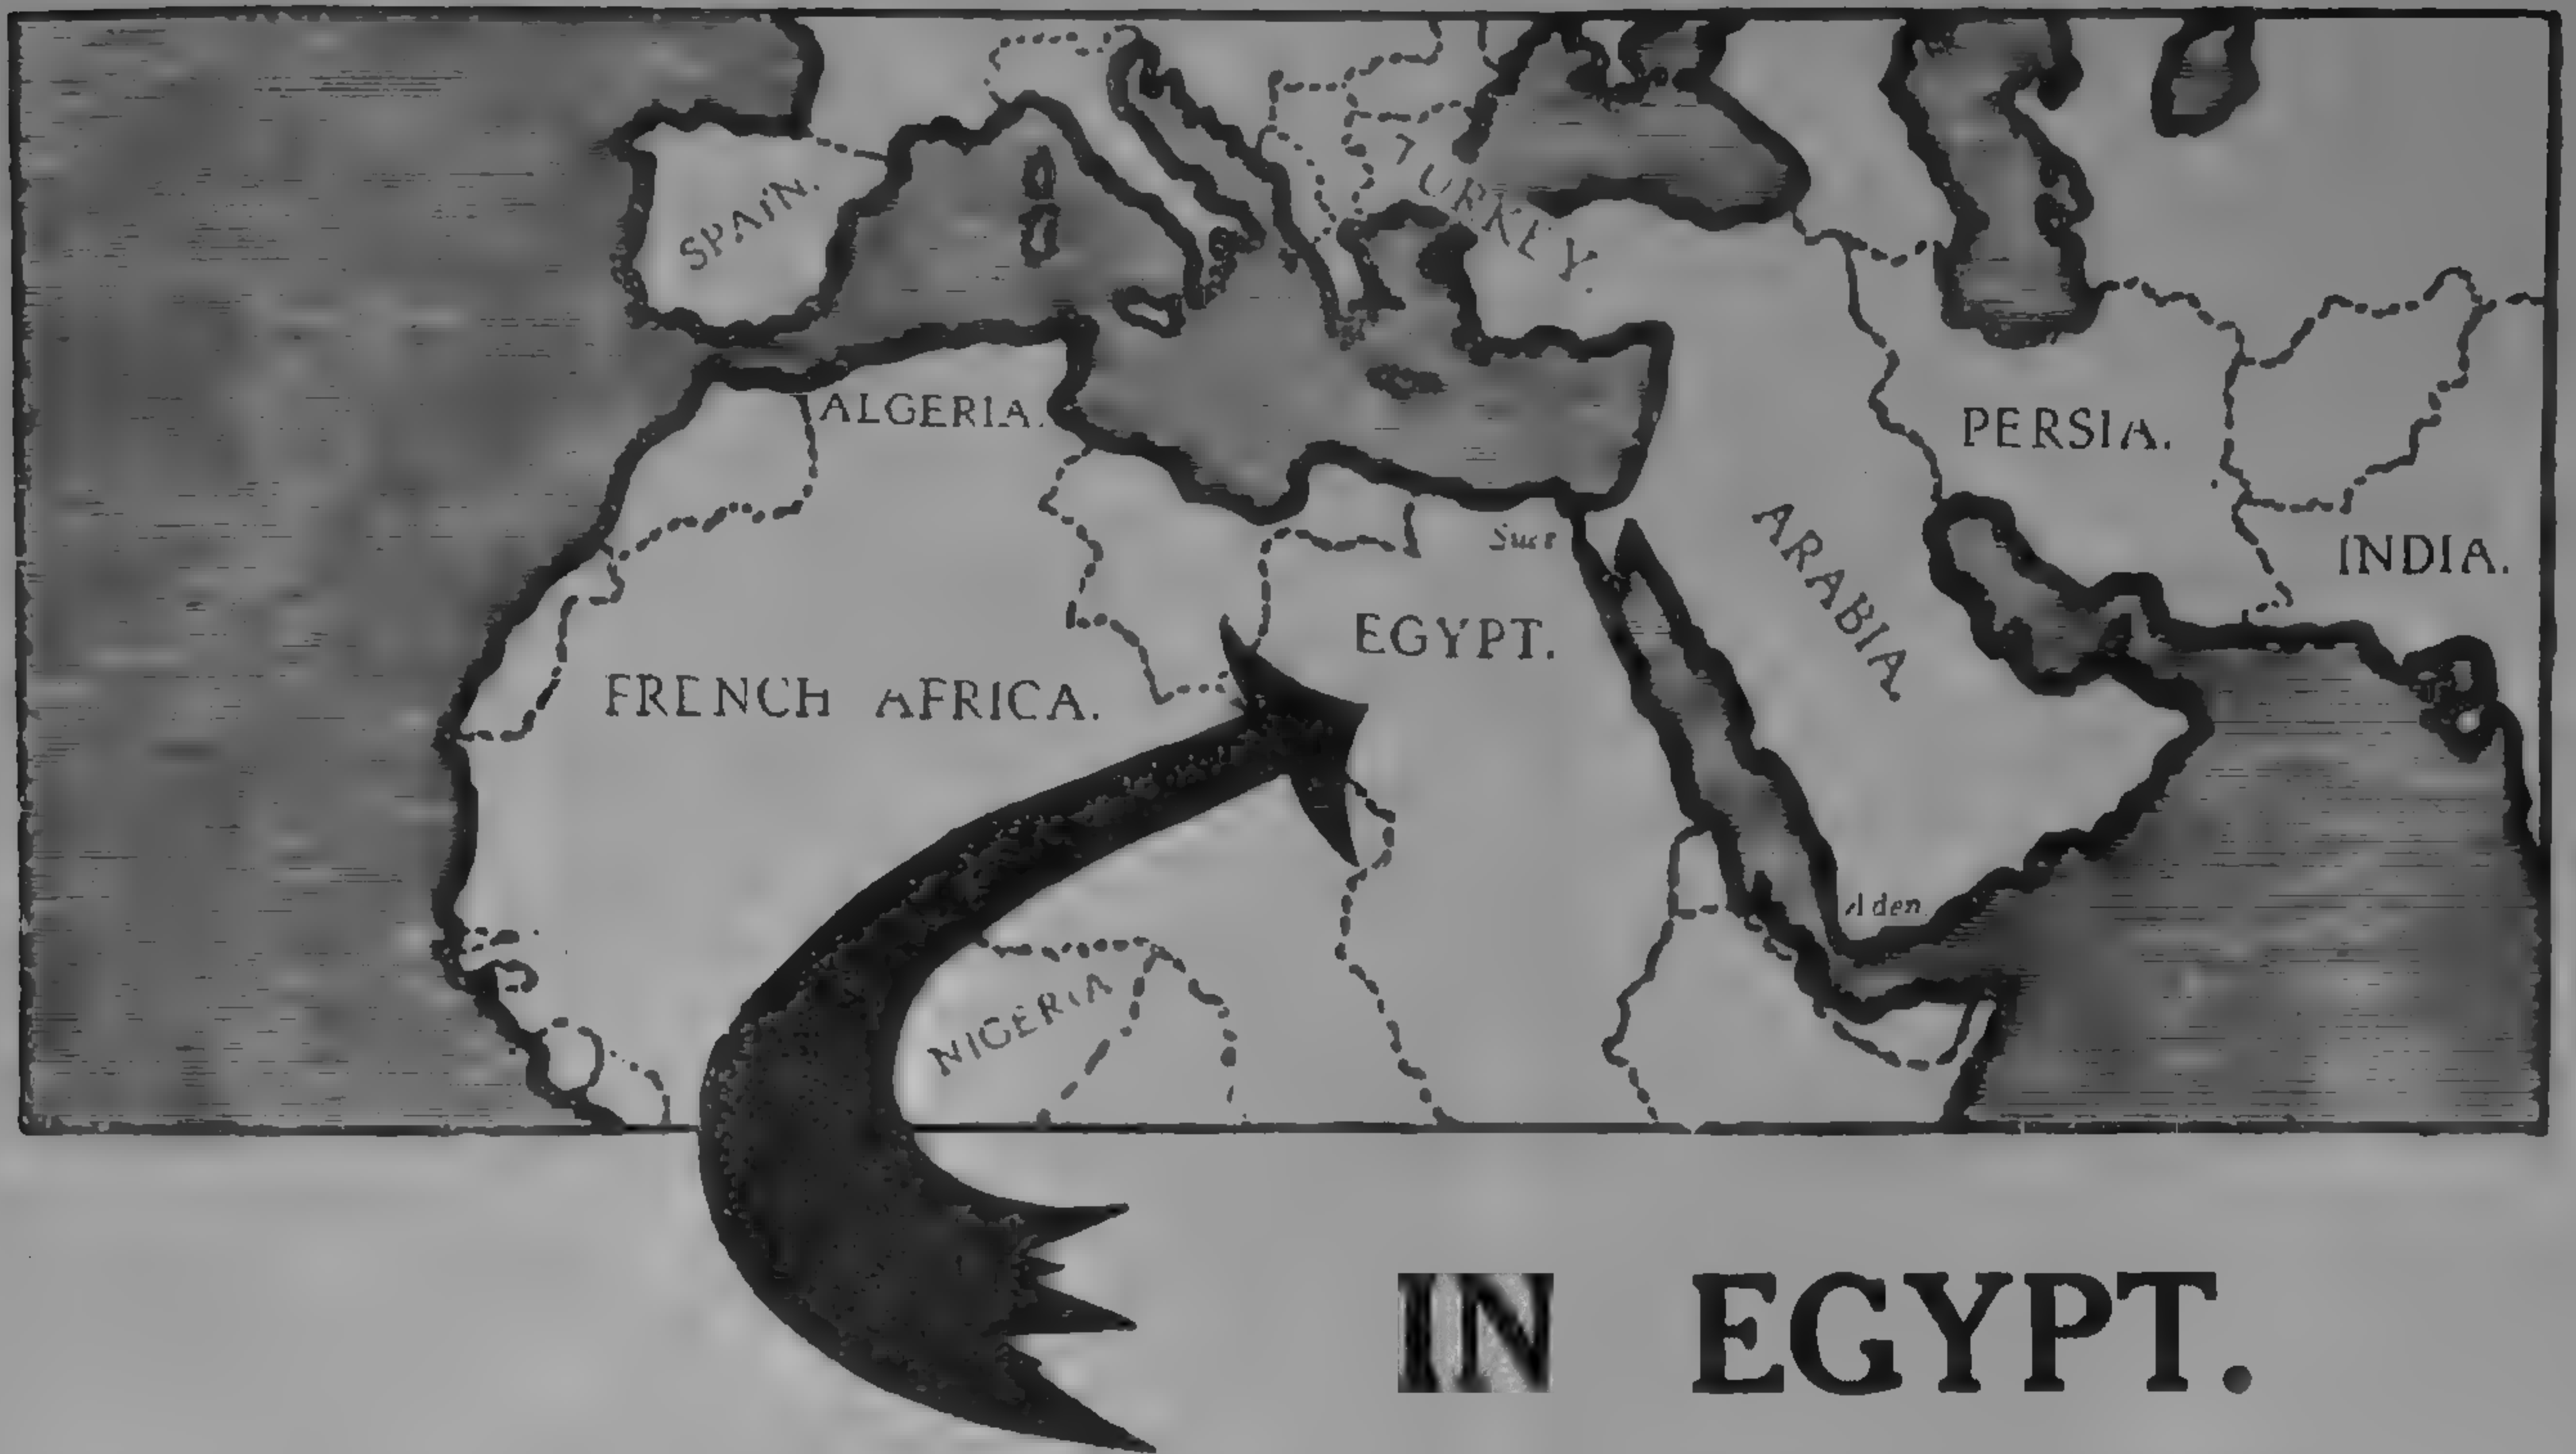 SPAIN.
TURKEY.
ALGERIA.
PERSIA.
Suez
INDIA.
ARABIA.
EGYPT.
FRENCH AFRICA.
Aden.
NIGERIA
IN EGYPT.